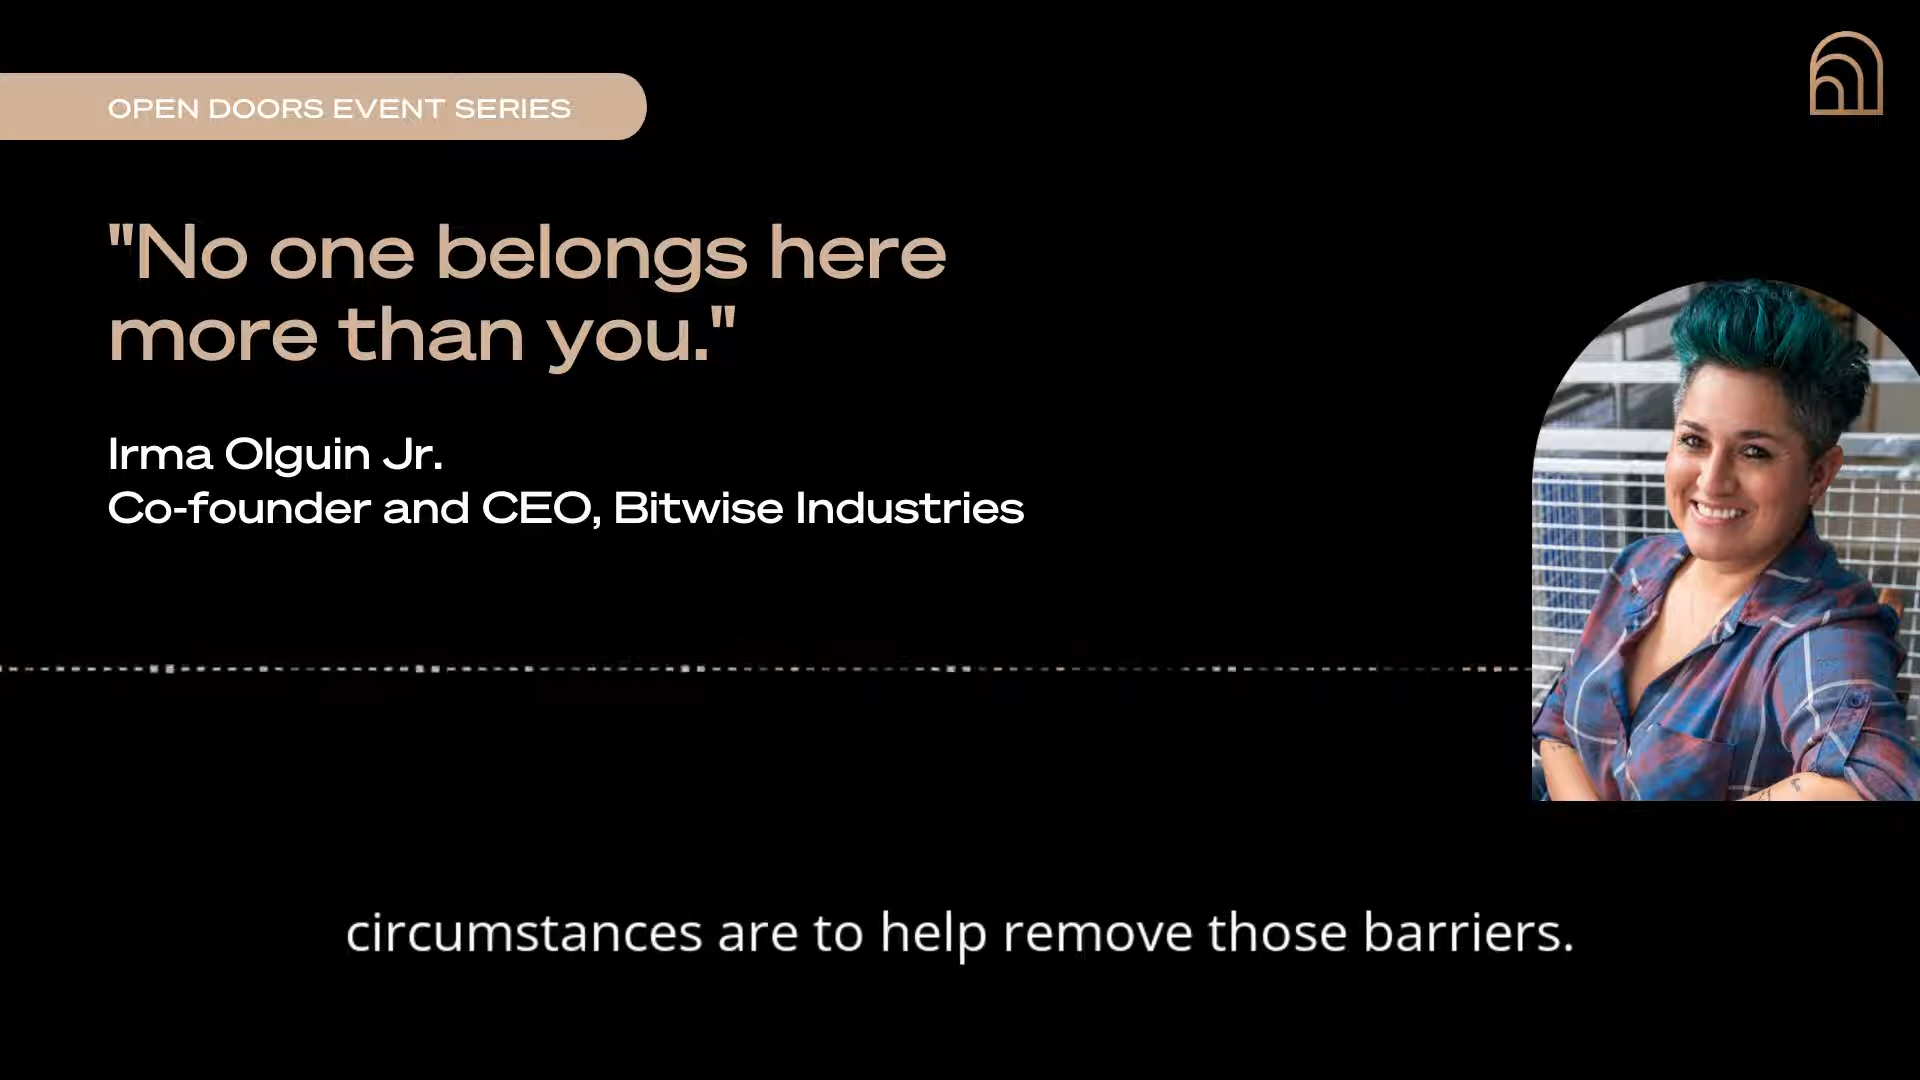 OPEN DOORS EVENT SERIES
"No one belongs here
more than you."
Irma Olguin Jr.
Co-founder and CEO, Bitwise Industries
circumstances are to help remove those barriers.